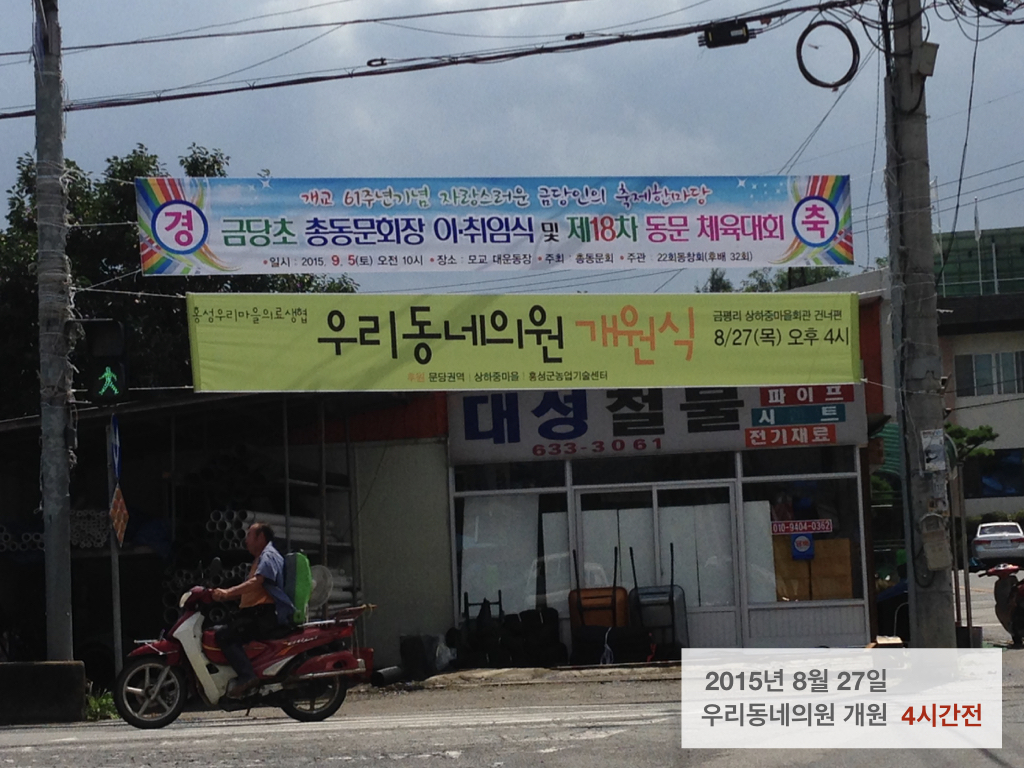 개교 61주년기념 자랑스러운 금당인의 축제한마당
경 금당초 총동문회장 이·취임식 및 제18차 동문 체육대회 축
•일시 : 2015. 9. 5(토) 오전 10시 •장소 : 모교 대운동장 •주최 : 총동문회 •주관 : 22회동창회(후배 32회)
홍성우리마을의료생협
우리동네의원 개원식
금평리 상하중마을회관 건너편
8/27(목) 오후 4시
후원 문당권역 | 상하중마을 | 홍성군농업기술센터
대성철물
633-3061
파이프
시트
전기재료
010-9404-0362
2015년 8월 27일
우리동네의원 개원 4시간전